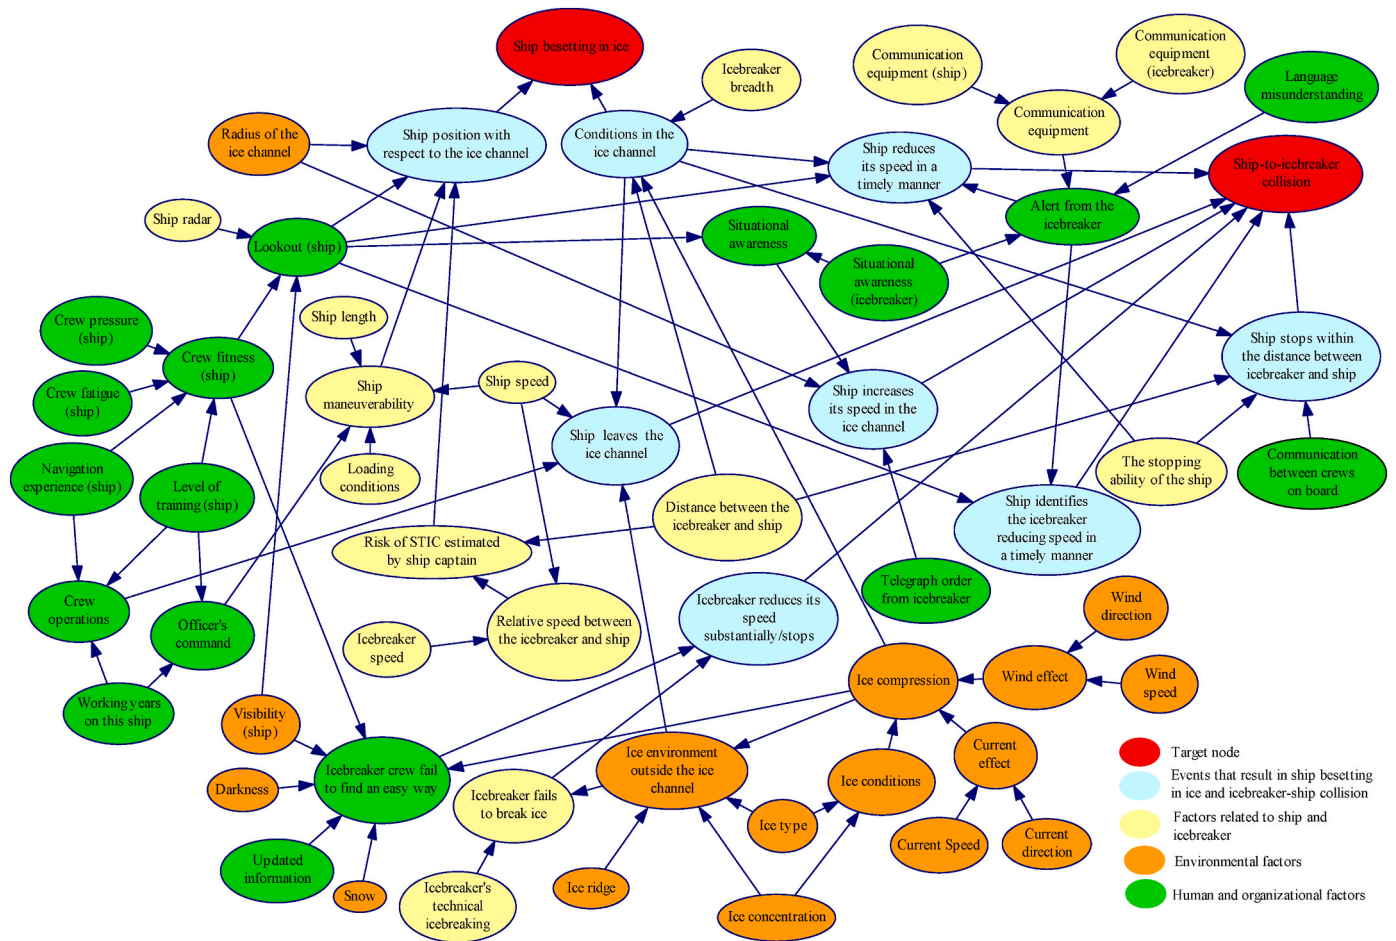 Ship besetting in ice
Communication
equipment (ship)
Communication
equipment
(icebreaker)
Icebreaker
breadth
Language
misunderstanding
Radius of the
ice channel
Ship position with
respect to the ice channel
Conditions in the
ice channel
Communication
equipment
Ship reduces
its speed in a
timely manner
Ship-to-icebreaker
collision
Ship radar
Lookout (ship)
Situational
awareness
Alert from the
icebreaker
Situational
awareness
(icebreaker)
Crew pressure
(ship)
Ship length
Crew fitness
(ship)
Ship stops within
the distance between
icebreaker and ship
Crew fatigue
(ship)
Ship
maneuverability
Ship speed
Ship increases
its speed in the
ice channel
Ship leaves the
ice channel
Navigation
experience (ship)
Level of
training (ship)
Loading
conditions
The stopping
ability of the ship
Communication
between crews
on board
Distance between the
icebreaker and ship
Ship identifies
the icebreaker
reducing speed in
a timely manner
Risk of STIC estimated
by ship captain
Telegraph order
from icebreaker
Crew
operations
Officer's
command
Icebreaker
speed
Relative speed between
the icebreaker and ship
Icebreaker reduces its
speed
substantially/stops
Wind
direction
Working years
on this ship
Visibility
(ship)
Ice compression
Wind effect
Wind
speed
Icebreaker crew fail
to find an easy way
Darkness
Icebreaker fails
to break ice
Ice environment
outside the ice
channel
Ice conditions
Current
effect
Ice type
Current Speed
Current
direction
Updated
information
Snow
Icebreaker's
technical
icebreaking
Ice ridge
Ice concentration
Target node
Events that result in ship besetting
in ice and icebreaker-ship collision
Factors related to ship and
icebreaker
Environmental factors
Human and organizational factors